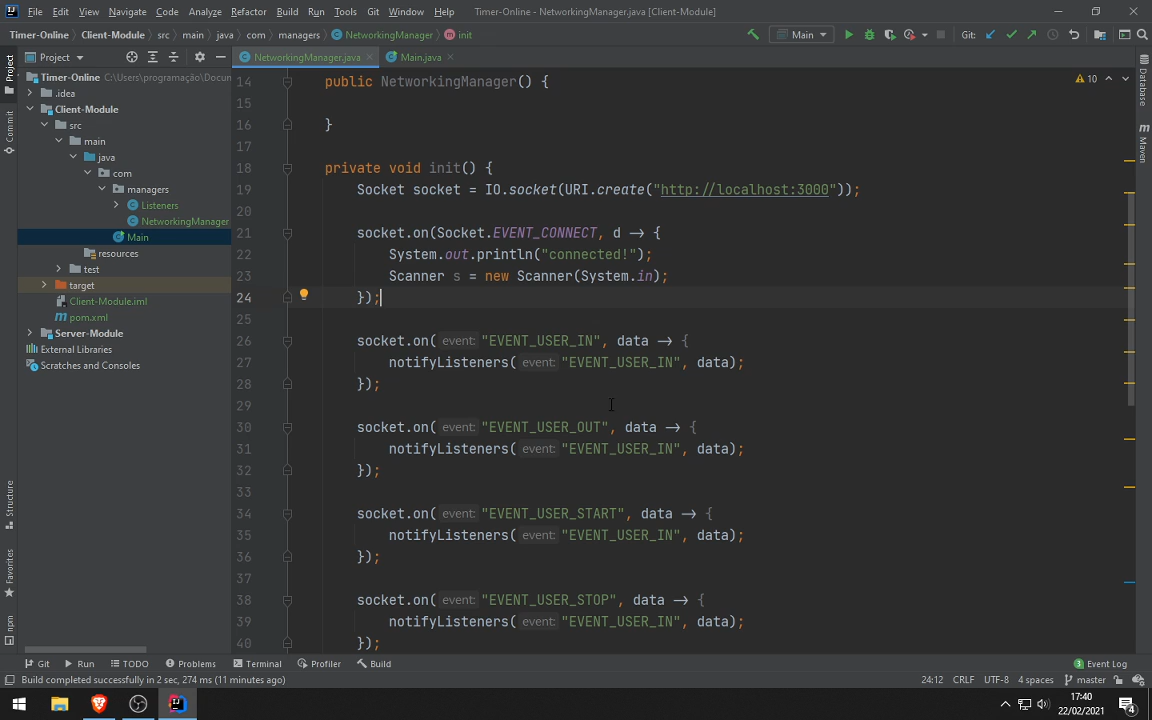 File Edit View Navigate Code Analyze Refactor Build Run Tools Git Window Help Timer-Online - NetworkingManager.java [Client-Module]
Timer-Online Client-Module src main java com managers NetworkingManager init Main Git:
Project NetworkingManager.java Main.java
Timer-Online C:\Users\programação\Docun
.idea
Client-Module
src
main
java
com
managers
Listeners
NetworkingManager
Main
resources
test
target
Client-Module.iml
pom.xml
Server-Module
External Libraries
Scratches and Consoles
Project
Commit
Structure
Favorites
npm
Database
Maven
10
14 public NetworkingManager() {
15
16 }
17
18 private void init() {
19 Socket socket = IO.socket(URI.create("http://localhost:3000"));
20
21 socket.on(Socket.EVENT_CONNECT, d → {
22 System.out.println("connected!");
23 Scanner s = new Scanner(System.in);
24 });
25
26 socket.on( event: "EVENT_USER_IN", data → {
27 notifyListeners( event: "EVENT_USER_IN", data);
28 });
29
30 socket.on( event: "EVENT_USER_OUT", data → {
31 notifyListeners( event: "EVENT_USER_IN", data);
32 });
33
34 socket.on( event: "EVENT_USER_START", data → {
35 notifyListeners( event: "EVENT_USER_IN", data);
36 });
37
38 socket.on( event: "EVENT_USER_STOP", data → {
39 notifyListeners( event: "EVENT_USER_IN", data);
40 });
Git Run TODO Problems Terminal Profiler Build 3 Event Log
Build completed successfully in 2 sec, 274 ms (11 minutes ago) 24:12 CRLF UTF-8 4 spaces master
17:40
22/02/2021
4